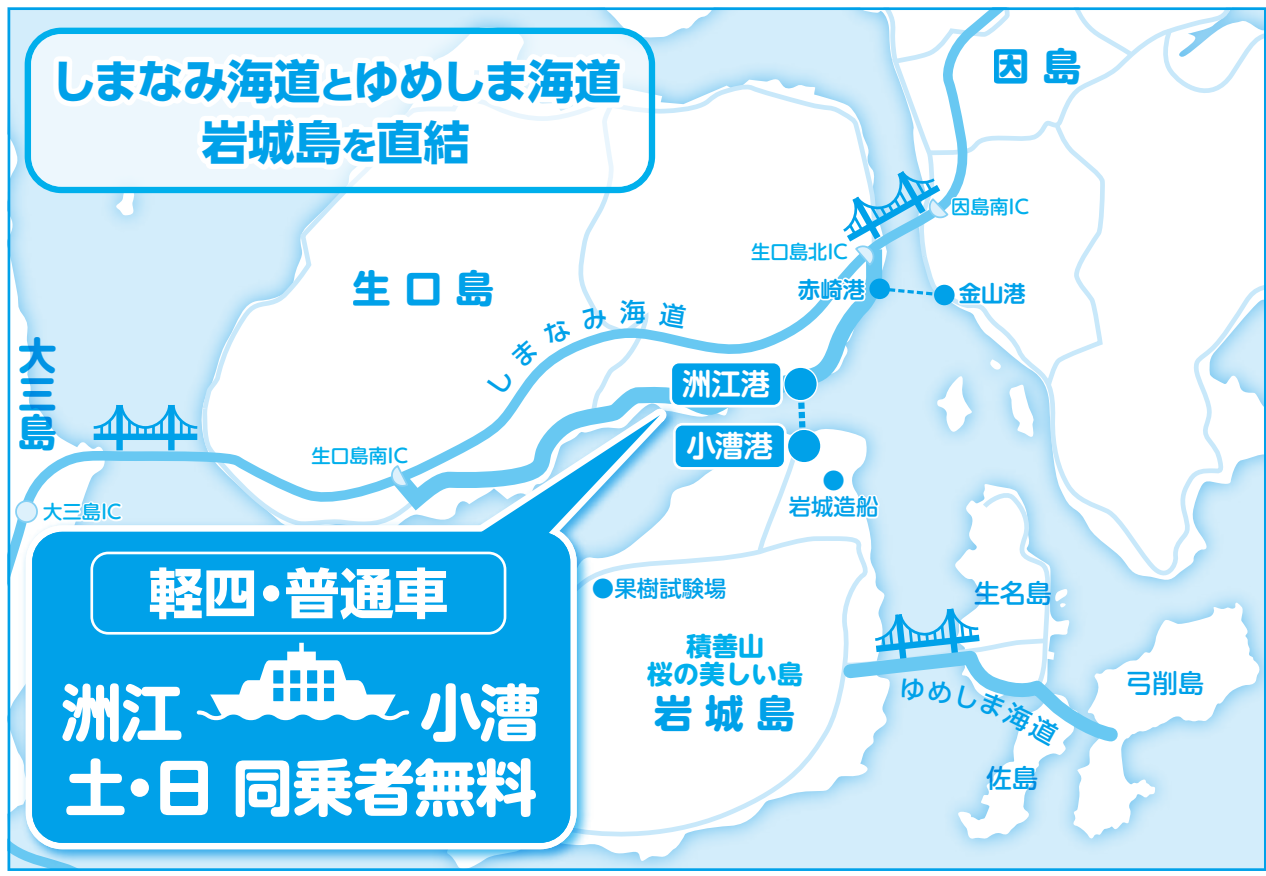 しまなみ海道とゆめしま海道
岩城島を直結
因島
因島南IC
生口島北IC
赤崎港
金山港
生口島
しまなみ海道
大三島
洲江港
小漕港
生口島南IC
大三島IC
岩城造船
軽四・普通車
洲江 小漕
土・日 同乗者無料
果樹試験場
積善山
桜の美しい島
岩城島
生名島
ゆめしま海道
弓削島
佐島